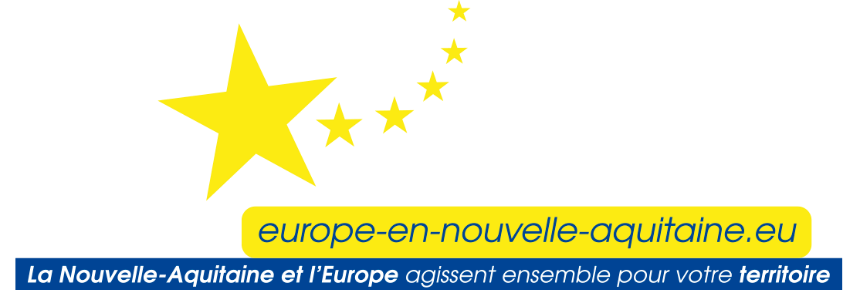 europe-en-nouvelle-aquitaine.eu
La Nouvelle-Aquitaine et l'Europe agissent ensemble pour votre territoire